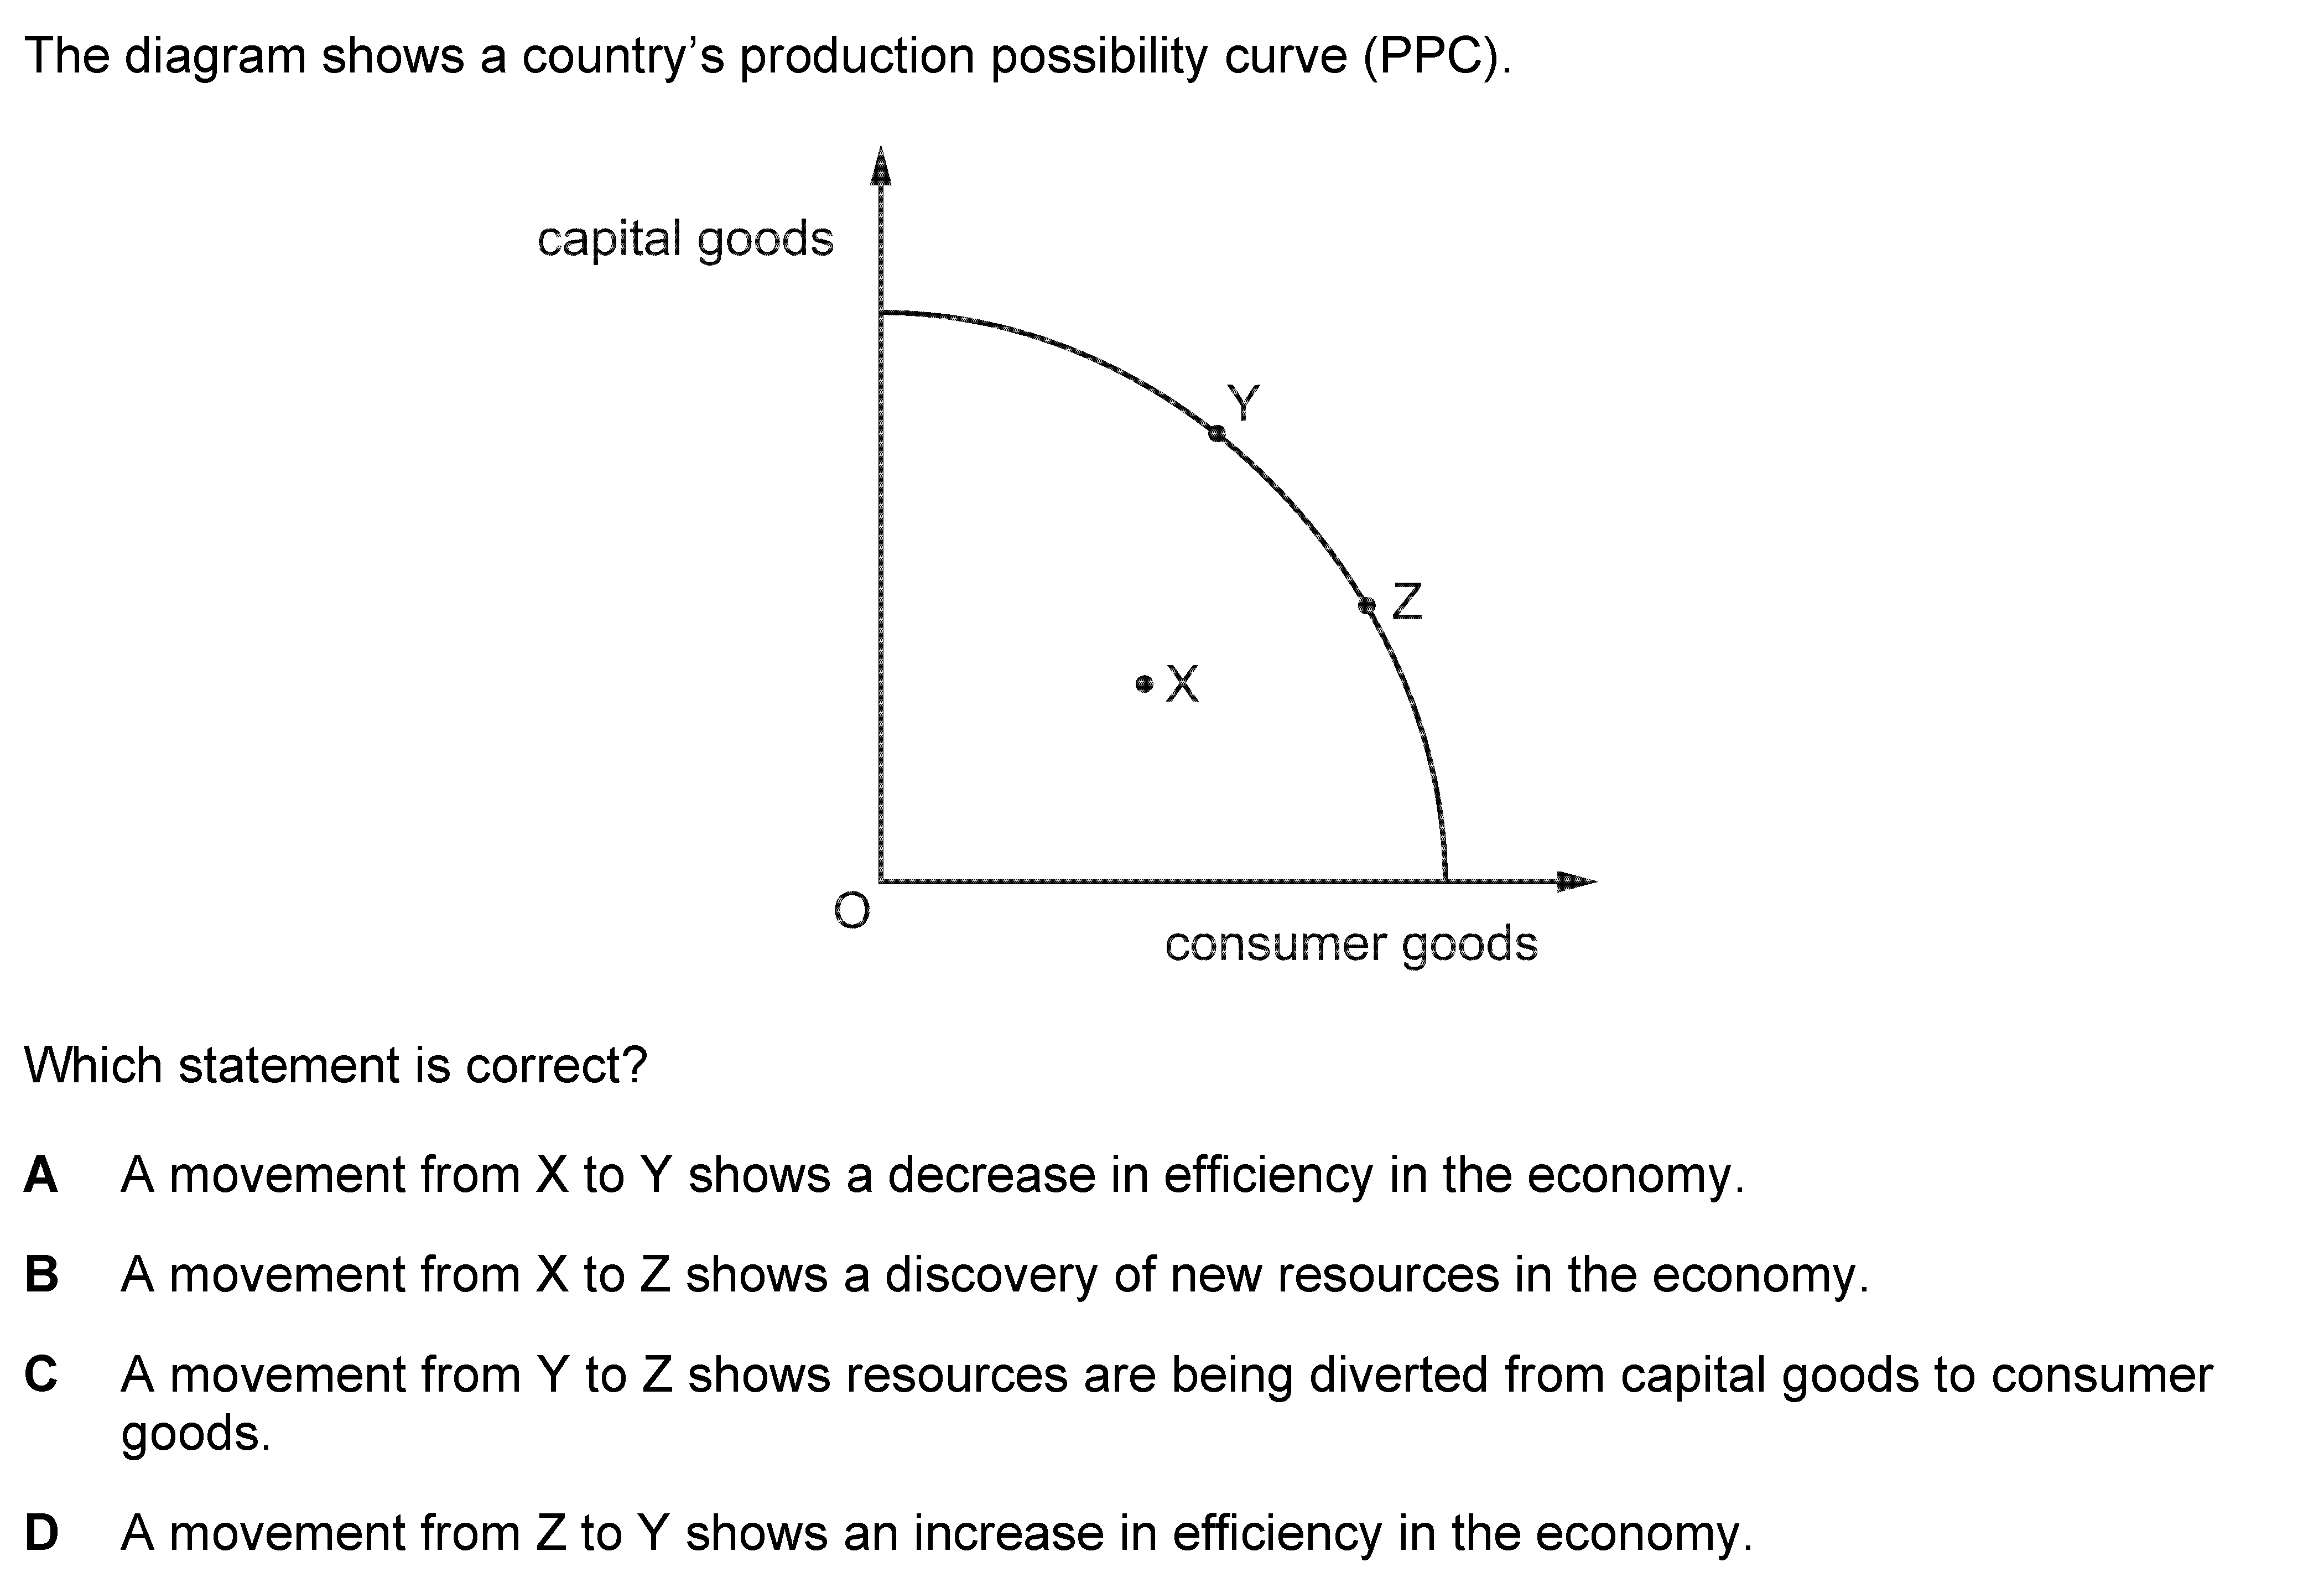 The diagram shows a country’s production possibility curve (PPC).
capital goods
Y
Z
X
O
consumer goods
Which statement is correct?
A A movement from X to Y shows a decrease in efficiency in the economy.
B A movement from X to Z shows a discovery of new resources in the economy.
C A movement from Y to Z shows resources are being diverted from capital goods to consumer
goods.
D A movement from Z to Y shows an increase in efficiency in the economy.